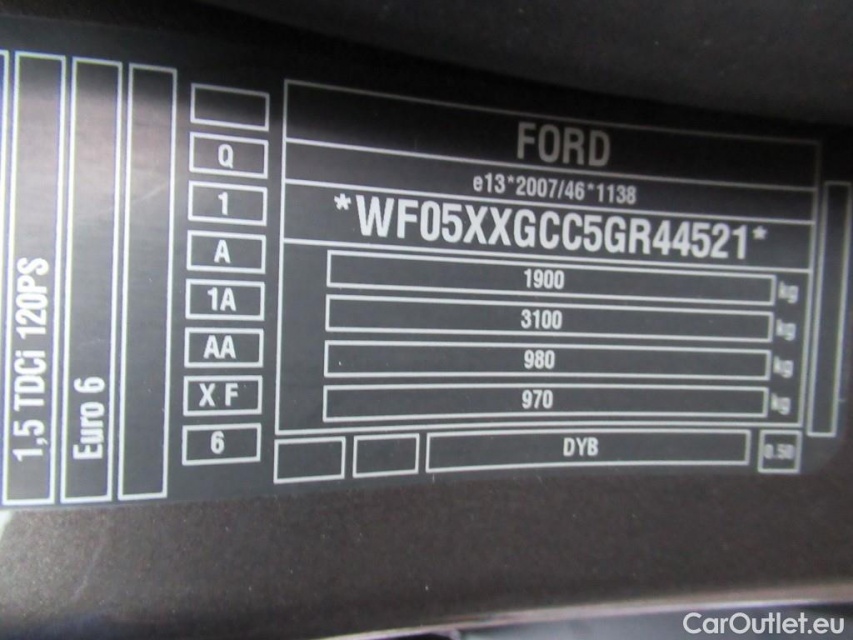 1,5 TDCi 120PS
Euro 6
Q
1
A
1A
AA
X F
6
FORD
e13*2007/46*1138
*WF05XXGCC5GR44521*
1900 kg
3100 kg
980 kg
970 kg
DYB 0.50
CarOutlet.eu